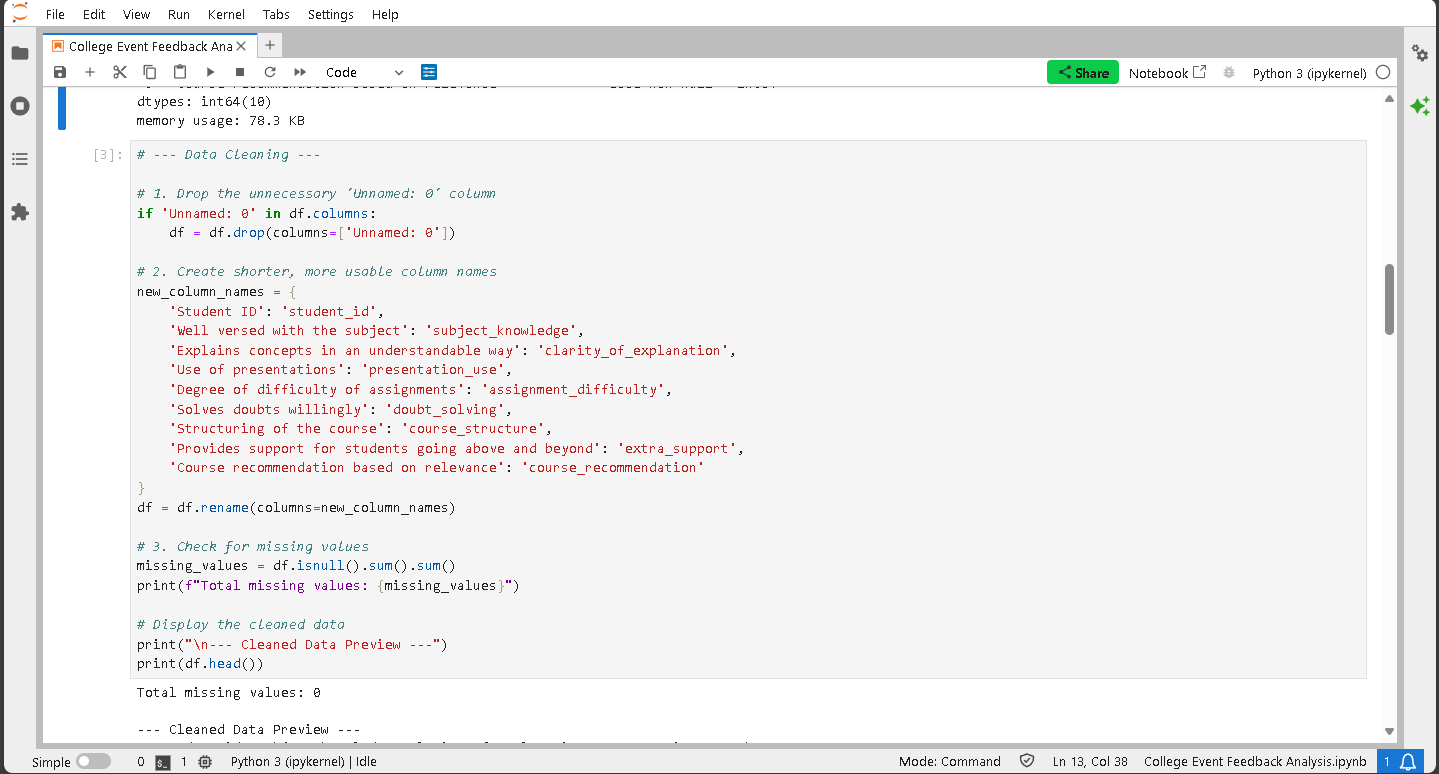 File Edit View Run Kernel Tabs Settings Help
College Event Feedback Ana
Code
Share
Notebook
Python 3 (ipykernel)
dtypes: int64(10)
memory usage: 78.3 KB
[3]:
# --- Data Cleaning ---
# 1. Drop the unnecessary 'Unnamed: 0' column
if 'Unnamed: 0' in df.columns:
    df = df.drop(columns=['Unnamed: 0'])
# 2. Create shorter, more usable column names
new_column_names = {
    'Student ID': 'student_id',
    'Well versed with the subject': 'subject_knowledge',
    'Explains concepts in an understandable way': 'clarity_of_explanation',
    'Use of presentations': 'presentation_use',
    'Degree of difficulty of assignments': 'assignment_difficulty',
    'Solves doubts willingly': 'doubt_solving',
    'Structuring of the course': 'course_structure',
    'Provides support for students going above and beyond': 'extra_support',
    'Course recommendation based on relevance': 'course_recommendation'
}
df = df.rename(columns=new_column_names)
# 3. Check for missing values
missing_values = df.isnull().sum().sum()
print(f"Total missing values: {missing_values}")
# Display the cleaned data
print("\n--- Cleaned Data Preview ---")
print(df.head())
Total missing values: 0
--- Cleaned Data Preview ---
Simple 0 1 Python 3 (ipykernel) | Idle Mode: Command Ln 13, Col 38 College Event Feedback Analysis.ipynb 1